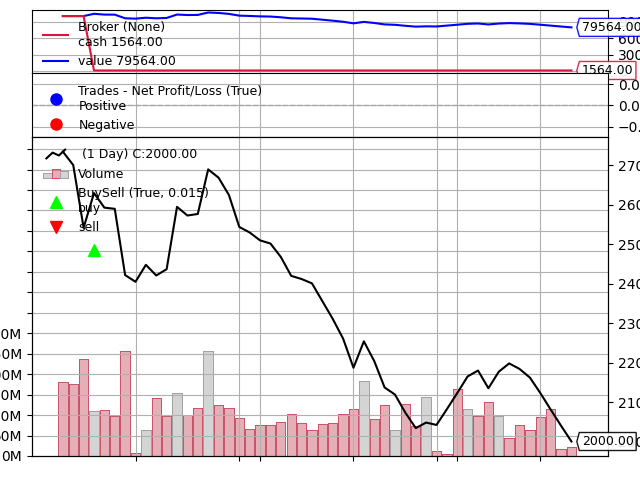 Broker (None)
cash 1564.00
value 79564.00
79564.00
1564.00
Trades - Net Profit/Loss (True)
Positive
Negative
0.0
0.0
(1 Day) C:2000.00
Volume
BuySell (True, 0.015)
buy
sell
270
260
250
240
230
220
210
2000.00
0M